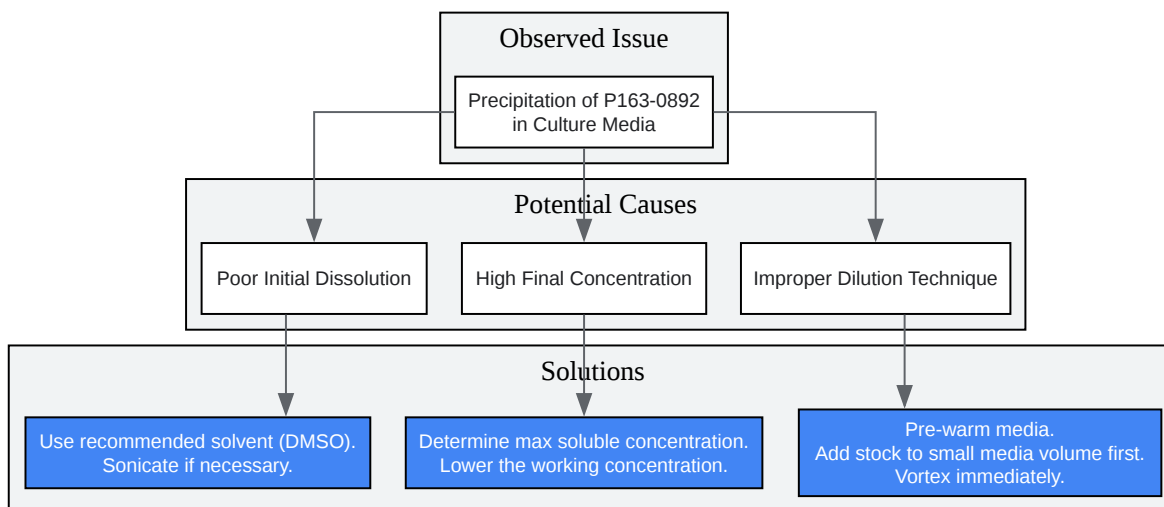 Observed Issue
Precipitation of P163-0892
in Culture Media
Potential Causes
Poor Initial Dissolution
High Final Concentration
Improper Dilution Technique
Solutions
Use recommended solvent (DMSO).
Sonicate if necessary.
Determine max soluble concentration.
Lower the working concentration.
Pre-warm media.
Add stock to small media volume first.
Vortex immediately.